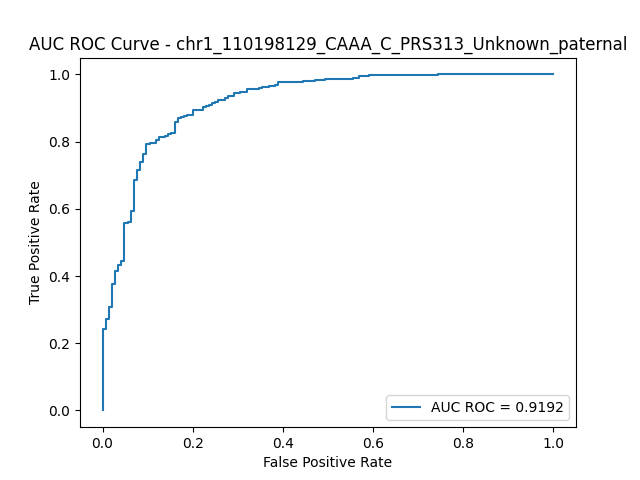 AUC ROC Curve - chr1_110198129_CAAA_C_PRS313_Unknown_paternal
1.0
0.8
0.6
0.4
0.2
0.0
True Positive Rate
AUC ROC = 0.9192
0.0 0.2 0.4 0.6 0.8 1.0
False Positive Rate